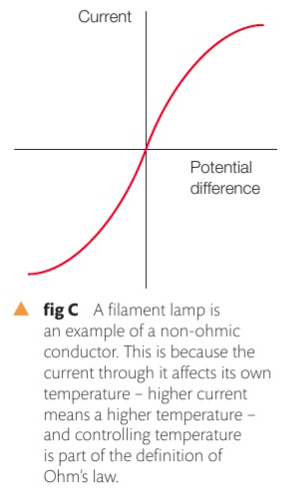 Current
Potential
difference
fig C A filament lamp is
an example of a non-ohmic
conductor. This is because the
current through it affects its own
temperature – higher current
means a higher temperature –
and controlling temperature
is part of the definition of
Ohm's law.